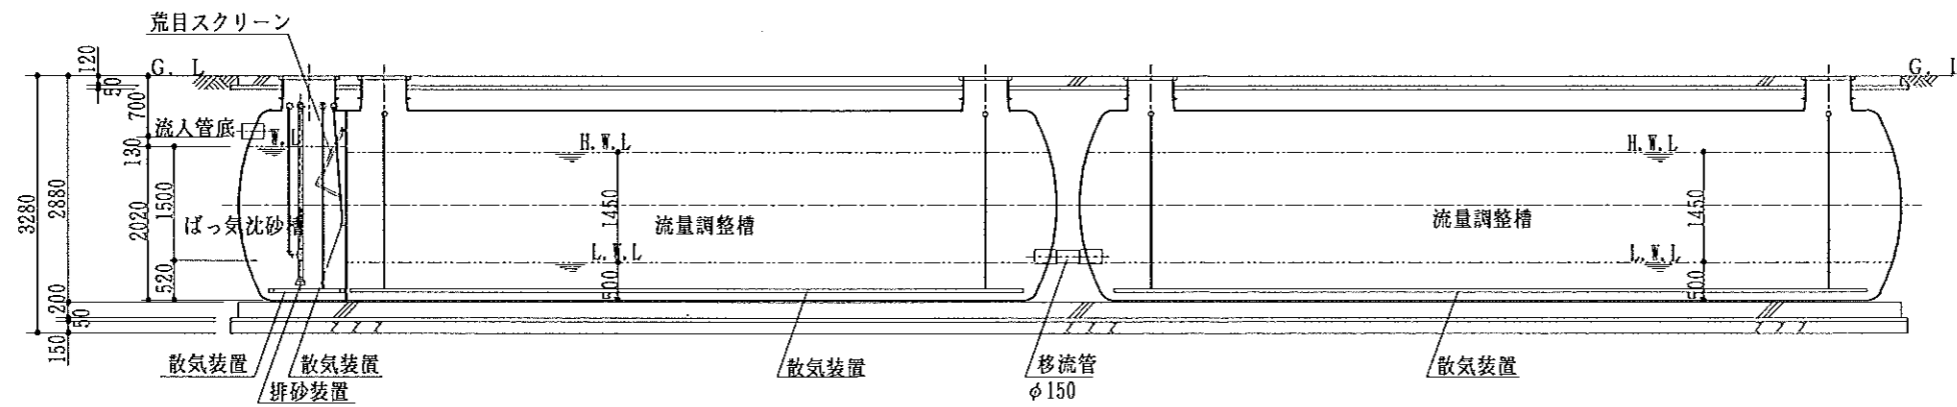 荒目スクリーン
G. L
G. L
120
50
700
流入管底
W.L
H.W.L
H.W.L
130
3280
2880
2020
1500
ばっ気沈砂槽
1450
流量調整槽
流量調整槽
1450
L.W.L
L.W.L
520
500
500
200
50
150
散気装置
散気装置
排砂装置
散気装置
移流管
φ150
散気装置